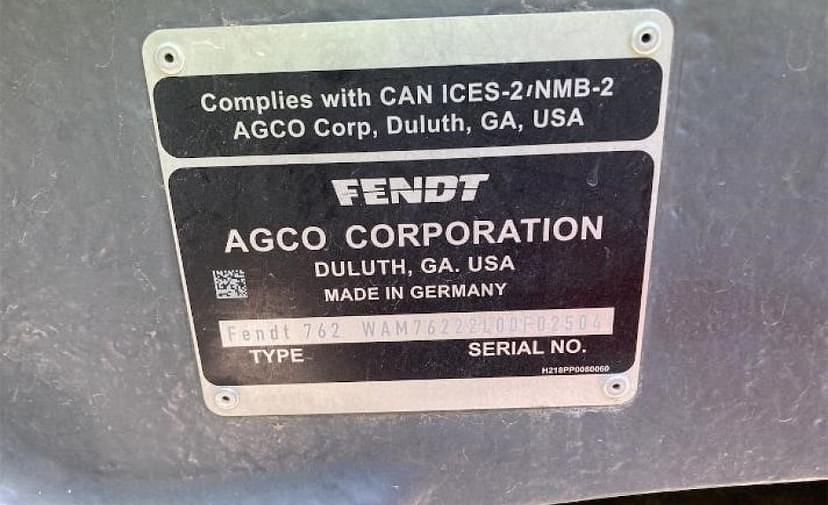 Complies with CAN ICES-2/NMB-2
AGCO Corp, Duluth, GA, USA
FENDT
AGCO CORPORATION
DULUTH, GA. USA
MADE IN GERMANY
Fendt 762 WAM76222L00F02504
TYPE SERIAL NO.
H218PP0080060